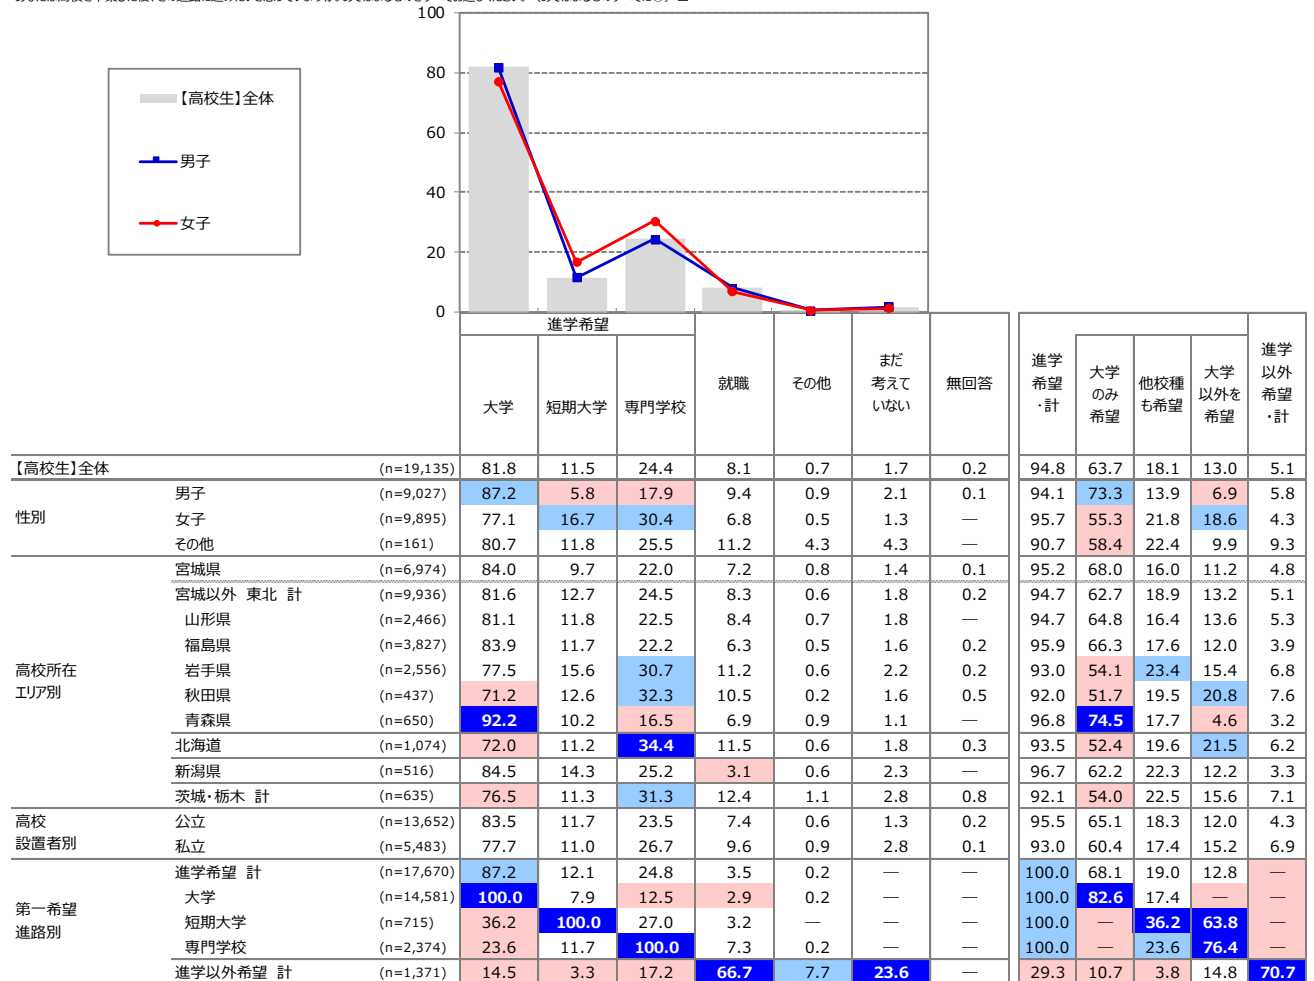 100
80
60
40
20
0
【高校生】全体
男子
女子
進学希望
大学 短期大学 専門学校 就職 その他 まだ考えていない 無回答 進学希望・計 大学のみ希望 他校種も希望 大学以外を希望 進学以外希望・計
【高校生】全体 (n=19,135) 81.8 11.5 24.4 8.1 0.7 1.7 0.2 94.8 63.7 18.1 13.0 5.1
性別
男子 (n=9,027) 87.2 5.8 17.9 9.4 0.9 2.1 0.1 94.1 73.3 13.9 6.9 5.8
女子 (n=9,895) 77.1 16.7 30.4 6.8 0.5 1.3 — 95.7 55.3 21.8 18.6 4.3
その他 (n=161) 80.7 11.8 25.5 11.2 4.3 4.3 — 90.7 58.4 22.4 9.9 9.3
高校所在
エリア別
宮城県 (n=6,974) 84.0 9.7 22.0 7.2 0.8 1.4 0.1 95.2 68.0 16.0 11.2 4.8
宮城以外 東北 計 (n=9,936) 81.6 12.7 24.5 8.3 0.6 1.8 0.2 94.7 62.7 18.9 13.2 5.1
山形県 (n=2,466) 81.1 11.8 22.5 8.4 0.7 1.8 — 94.7 64.8 16.4 13.6 5.3
福島県 (n=3,827) 83.9 11.7 22.2 6.3 0.5 1.6 0.2 95.9 66.3 17.6 12.0 3.9
岩手県 (n=2,556) 77.5 15.6 30.7 11.2 0.6 2.2 0.2 93.0 54.1 23.4 15.4 6.8
秋田県 (n=437) 71.2 12.6 32.3 10.5 0.2 1.6 0.5 92.0 51.7 19.5 20.8 7.6
青森県 (n=650) 92.2 10.2 16.5 6.9 0.9 1.1 — 96.8 74.5 17.7 4.6 3.2
北海道 (n=1,074) 72.0 11.2 34.4 11.5 0.6 1.8 0.3 93.5 52.4 19.6 21.5 6.2
新潟県 (n=516) 84.5 14.3 25.2 3.1 0.6 2.3 — 96.7 62.2 22.3 12.2 3.3
茨城・栃木 計 (n=635) 76.5 11.3 31.3 12.4 1.1 2.8 0.8 92.1 54.0 22.5 15.6 7.1
高校
設置者別
公立 (n=13,652) 83.5 11.7 23.5 7.4 0.6 1.3 0.2 95.5 65.1 18.3 12.0 4.3
私立 (n=5,483) 77.7 11.0 26.7 9.6 0.9 2.8 0.1 93.0 60.4 17.4 15.2 6.9
第一希望
進路別
進学希望 計 (n=17,670) 87.2 12.1 24.8 3.5 0.2 — — 100.0 68.1 19.0 12.8 —
大学 (n=14,581) 100.0 7.9 12.5 2.9 0.2 — — 100.0 82.6 17.4 — —
短期大学 (n=715) 36.2 100.0 27.0 3.2 — — — 100.0 — 36.2 63.8 —
専門学校 (n=2,374) 23.6 11.7 100.0 7.3 0.2 — — 100.0 — 23.6 76.4 —
進学以外希望 計 (n=1,371) 14.5 3.3 17.2 66.7 7.7 23.6 — 29.3 10.7 3.8 14.8 70.7